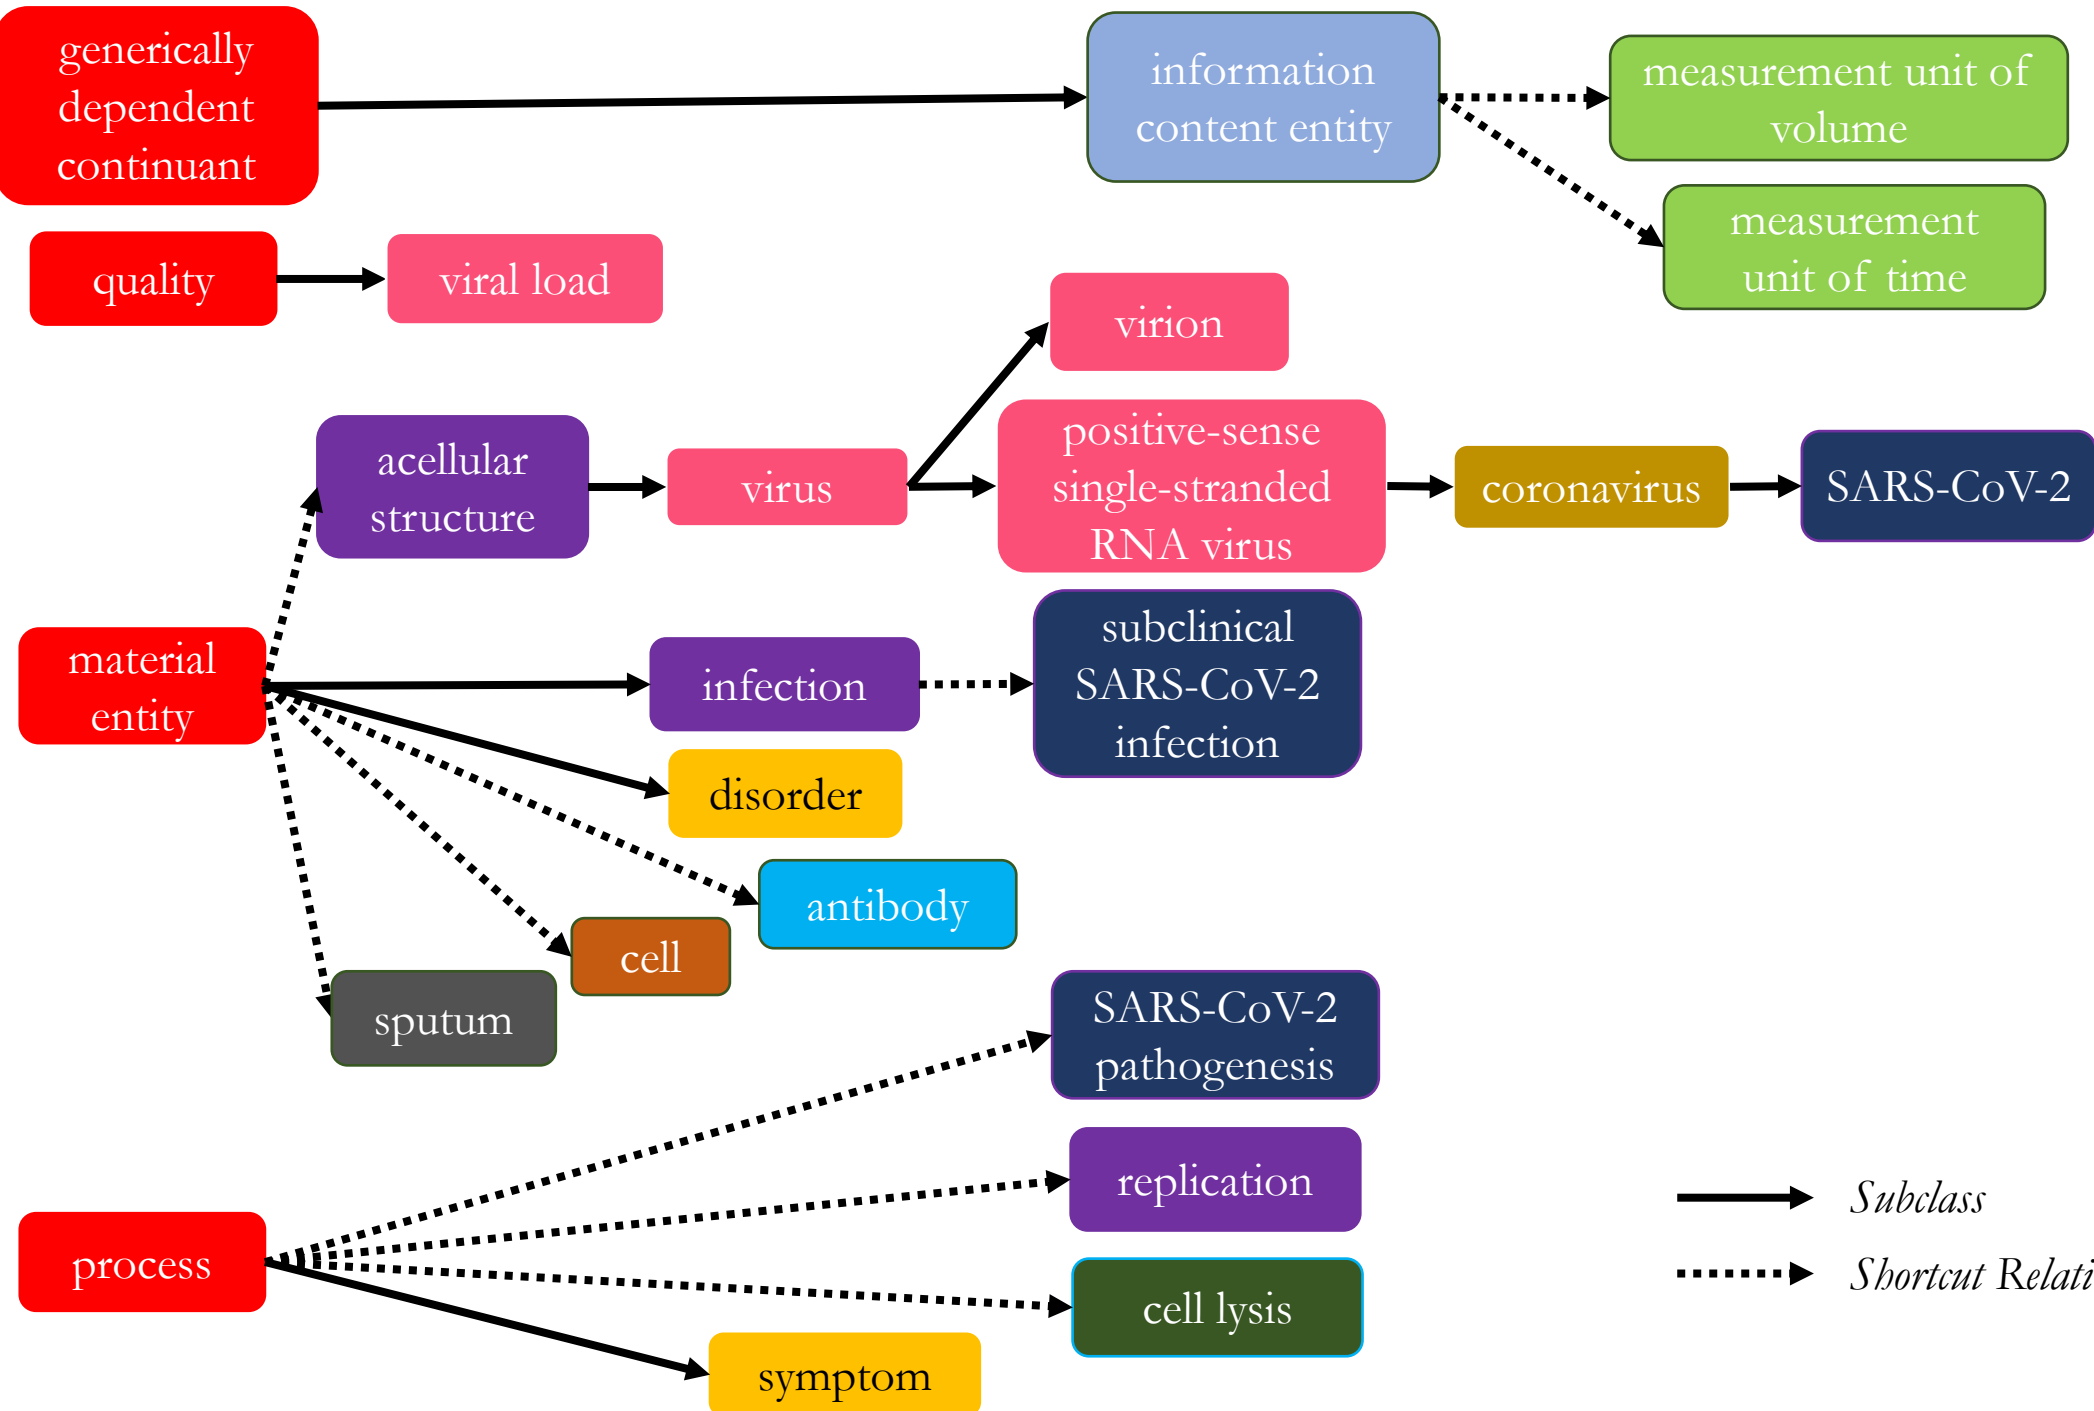 generically
dependent
continuant
information
content entity
measurement unit of
volume
measurement
unit of time
quality
viral load
virion
acellular
structure
virus
positive-sense
single-stranded
RNA virus
coronavirus
SARS-CoV-2
material
entity
infection
subclinical
SARS-CoV-2
infection
disorder
antibody
cell
sputum
SARS-CoV-2
pathogenesis
replication
process
cell lysis
symptom
Subclass
Shortcut Relati